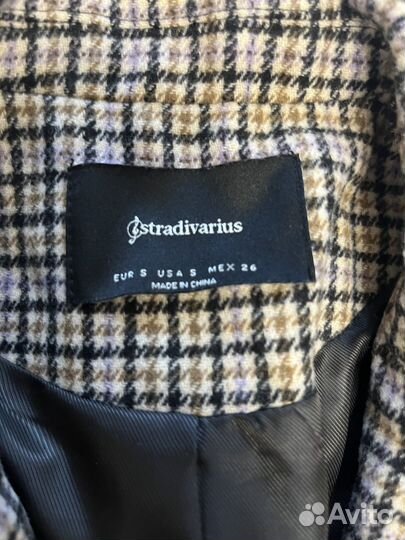 stradivarius
EUR S USA S MEX 26
MADE IN CHINA
Avito